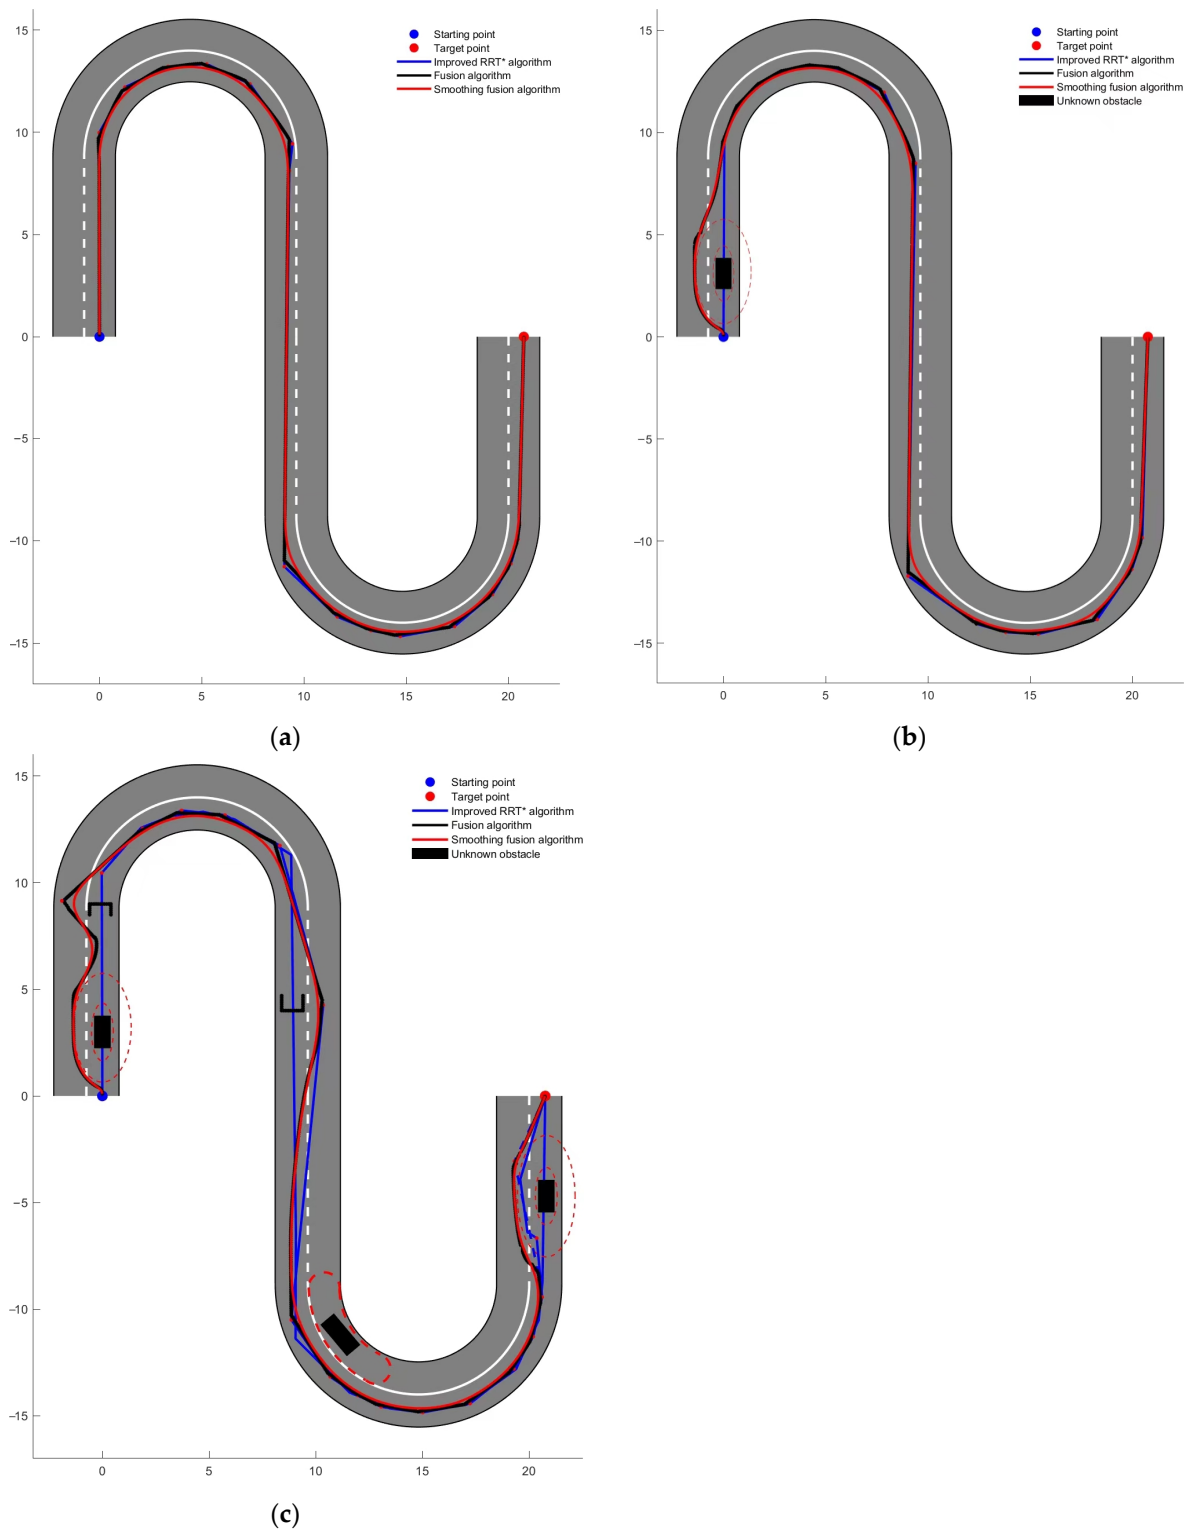 15
10
5
0
−5
−10
−15
0
5
10
15
20
Starting point
Target point
Improved RRT* algorithm
Fusion algorithm
Smoothing fusion algorithm
(a)
15
10
5
0
−5
−10
−15
0
5
10
15
20
Starting point
Target point
Improved RRT* algorithm
Fusion algorithm
Smoothing fusion algorithm
Unknown obstacle
(b)
15
10
5
0
−5
−10
−15
0
5
10
15
20
Starting point
Target point
Improved RRT* algorithm
Fusion algorithm
Smoothing fusion algorithm
Unknown obstacle
(c)